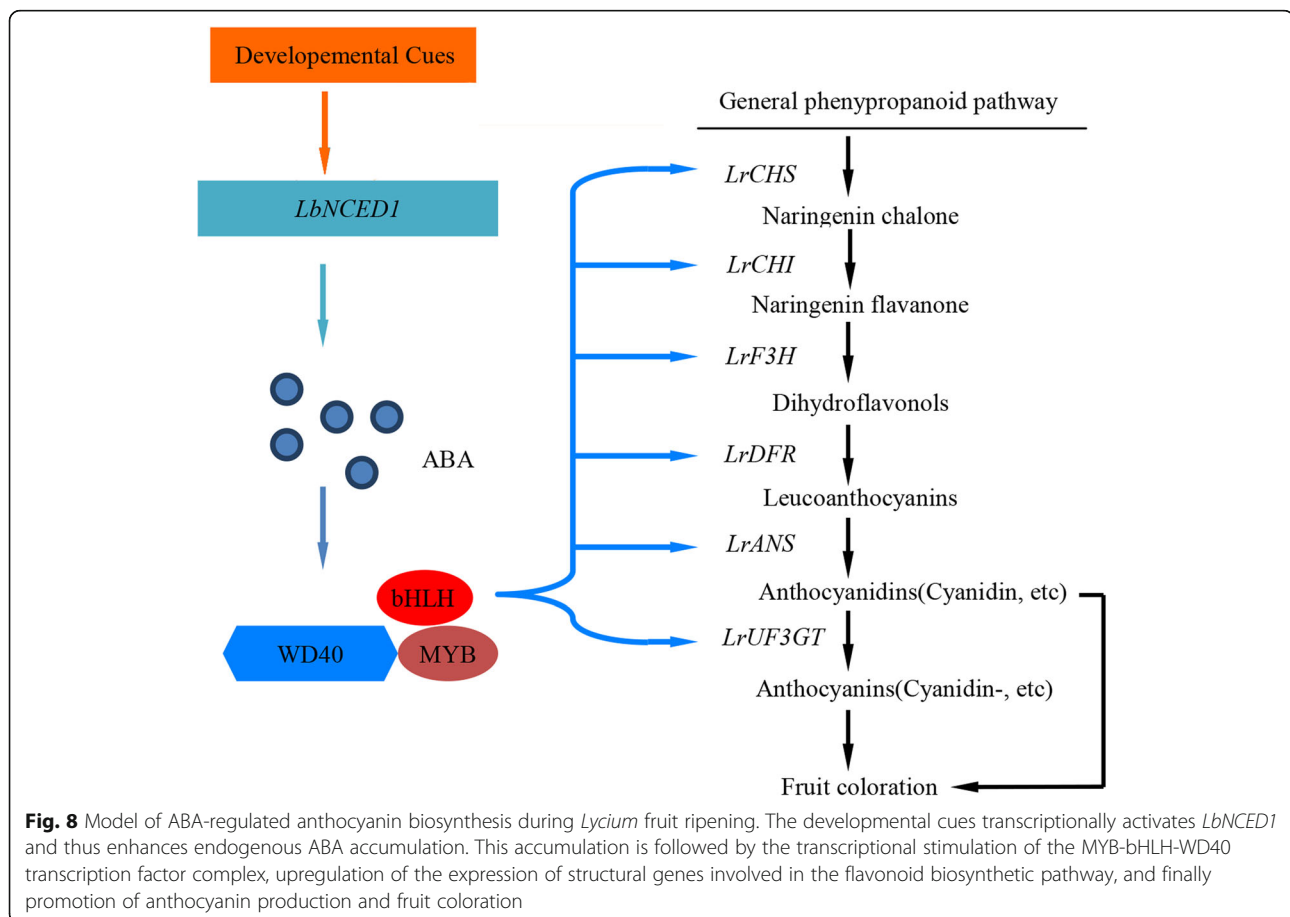 Developemental Cues
LbNCED1
ABA
bHLH
WD40
MYB
General phenypropanoid pathway
LrCHS
Naringenin chalone
LrCHI
Naringenin flavanone
LrF3H
Dihydroflavonols
LrDFR
Leucoanthocyanins
LrANS
Anthocyanidins(Cyanidin, etc)
LrUF3GT
Anthocyanins(Cyanidin-, etc)
Fruit coloration
Fig. 8 Model of ABA-regulated anthocyanin biosynthesis during Lycium fruit ripening. The developmental cues transcriptionally activates LbNCED1
and thus enhances endogenous ABA accumulation. This accumulation is followed by the transcriptional stimulation of the MYB-bHLH-WD40
transcription factor complex, upregulation of the expression of structural genes involved in the flavonoid biosynthetic pathway, and finally
promotion of anthocyanin production and fruit coloration